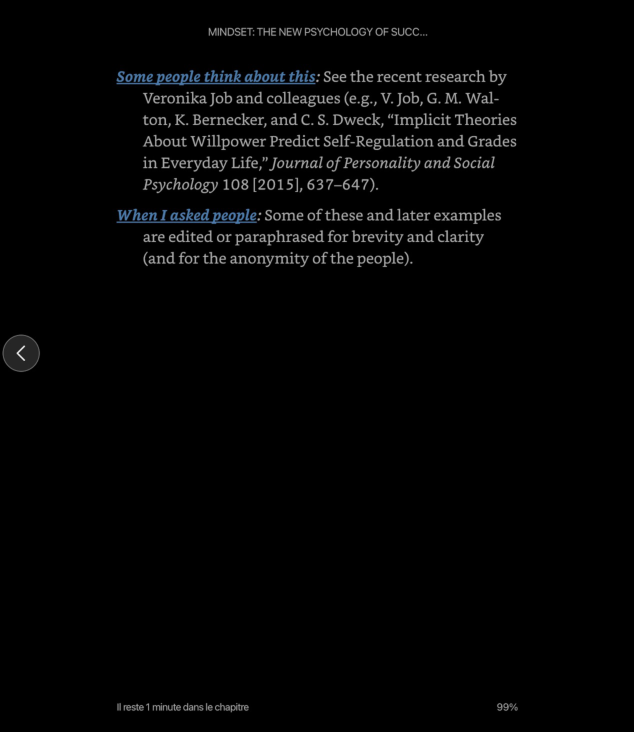 MINDSET: THE NEW PSYCHOLOGY OF SUCC...
Some people think about this: See the recent research by
Veronika Job and colleagues (e.g., V. Job, G. M. Wal-
ton, K. Bernecker, and C. S. Dweck, “Implicit Theories
About Willpower Predict Self-Regulation and Grades
in Everyday Life,” Journal of Personality and Social
Psychology 108 [2015], 637–647).
When I asked people: Some of these and later examples
are edited or paraphrased for brevity and clarity
(and for the anonymity of the people).
Il reste 1 minute dans le chapitre
99%